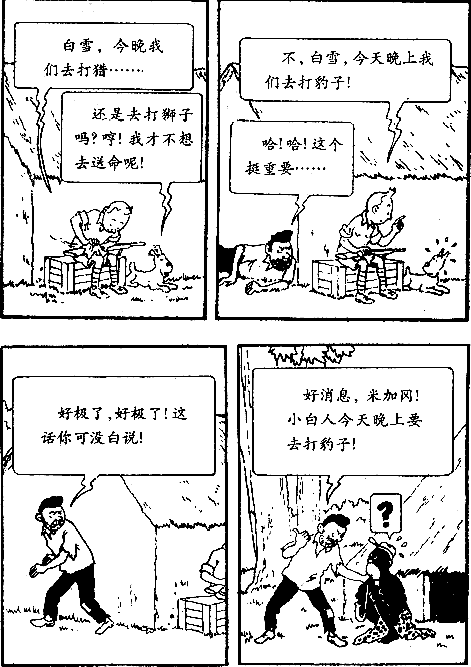 白雪，今晚我
们去打猎……
还是去打狮子
吗？哼！我才不想
去送命呢！
不，白雪，今天晚上我
们去打豹子！
哈！哈！这个
挺重要……
好极了，好极了！这
话你可没白说！
好消息，米加冈！
小白人今天晚上要
去打豹子！
?